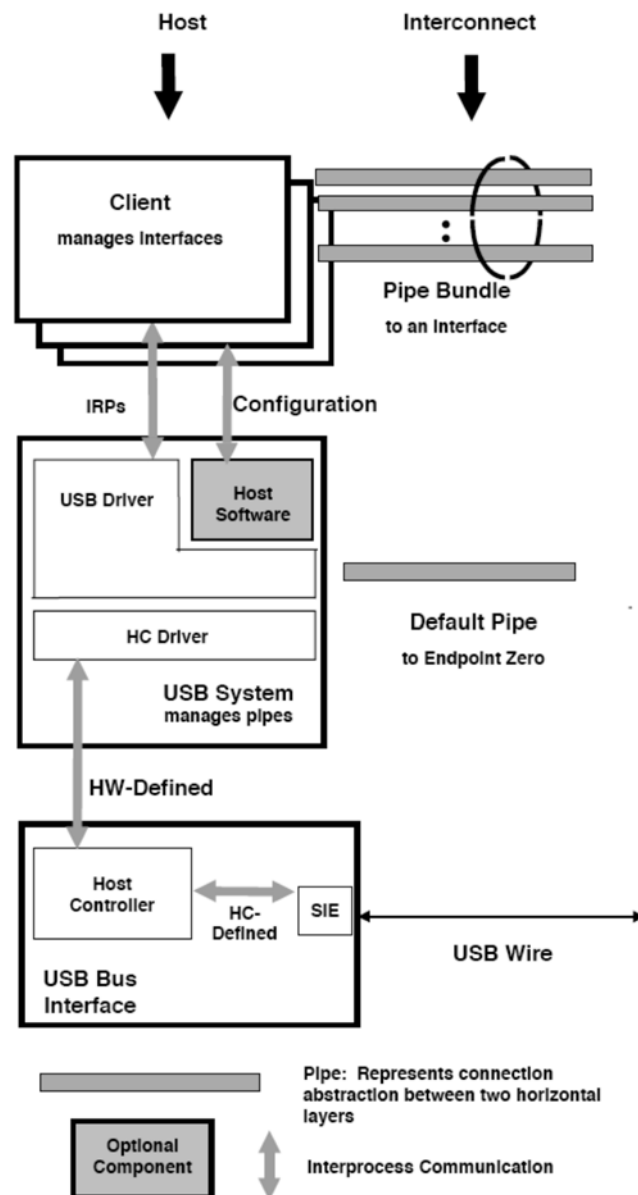 Host
Interconnect
Client
manages Interfaces
Pipe Bundle
to an Interface
IRPs
Configuration
USB Driver
Host
Software
HC Driver
USB System
manages pipes
Default Pipe
to Endpoint Zero
HW-Defined
Host
Controller
HC-
Defined
SIE
USB Wire
USB Bus
Interface
Pipe: Represents connection
abstraction between two horizontal
layers
Optional
Component
Interprocess Communication